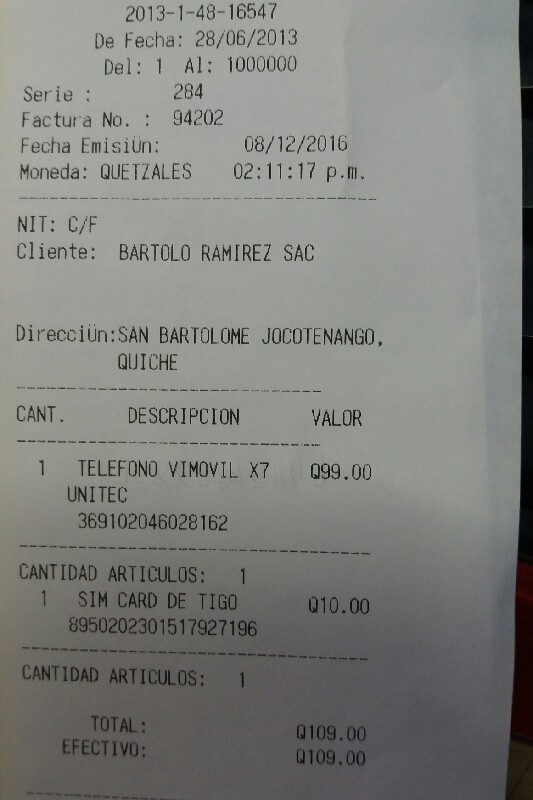 2013-1-48-16547
De Fecha: 28/06/2013
Del: 1 Al: 1000000
Serie : 284
Factura No. : 94202
Fecha EmisiÜn: 08/12/2016
Moneda: QUETZALES 02:11:17 p.m.
NIT: C/F
Cliente: BARTOLO RAMIREZ SAC
DirecciÜn:SAN BARTOLOME JOCOTENANGO,
QUICHE
CANT. DESCRIPCION VALOR
1 TELEFONO VIMOVIL X7 Q99.00
UNITEC
369102046028162
CANTIDAD ARTICULOS: 1
1 SIM CARD DE TIGO Q10.00
8950202301517927196
CANTIDAD ARTICULOS: 1
TOTAL: Q109.00
EFECTIVO: Q109.00